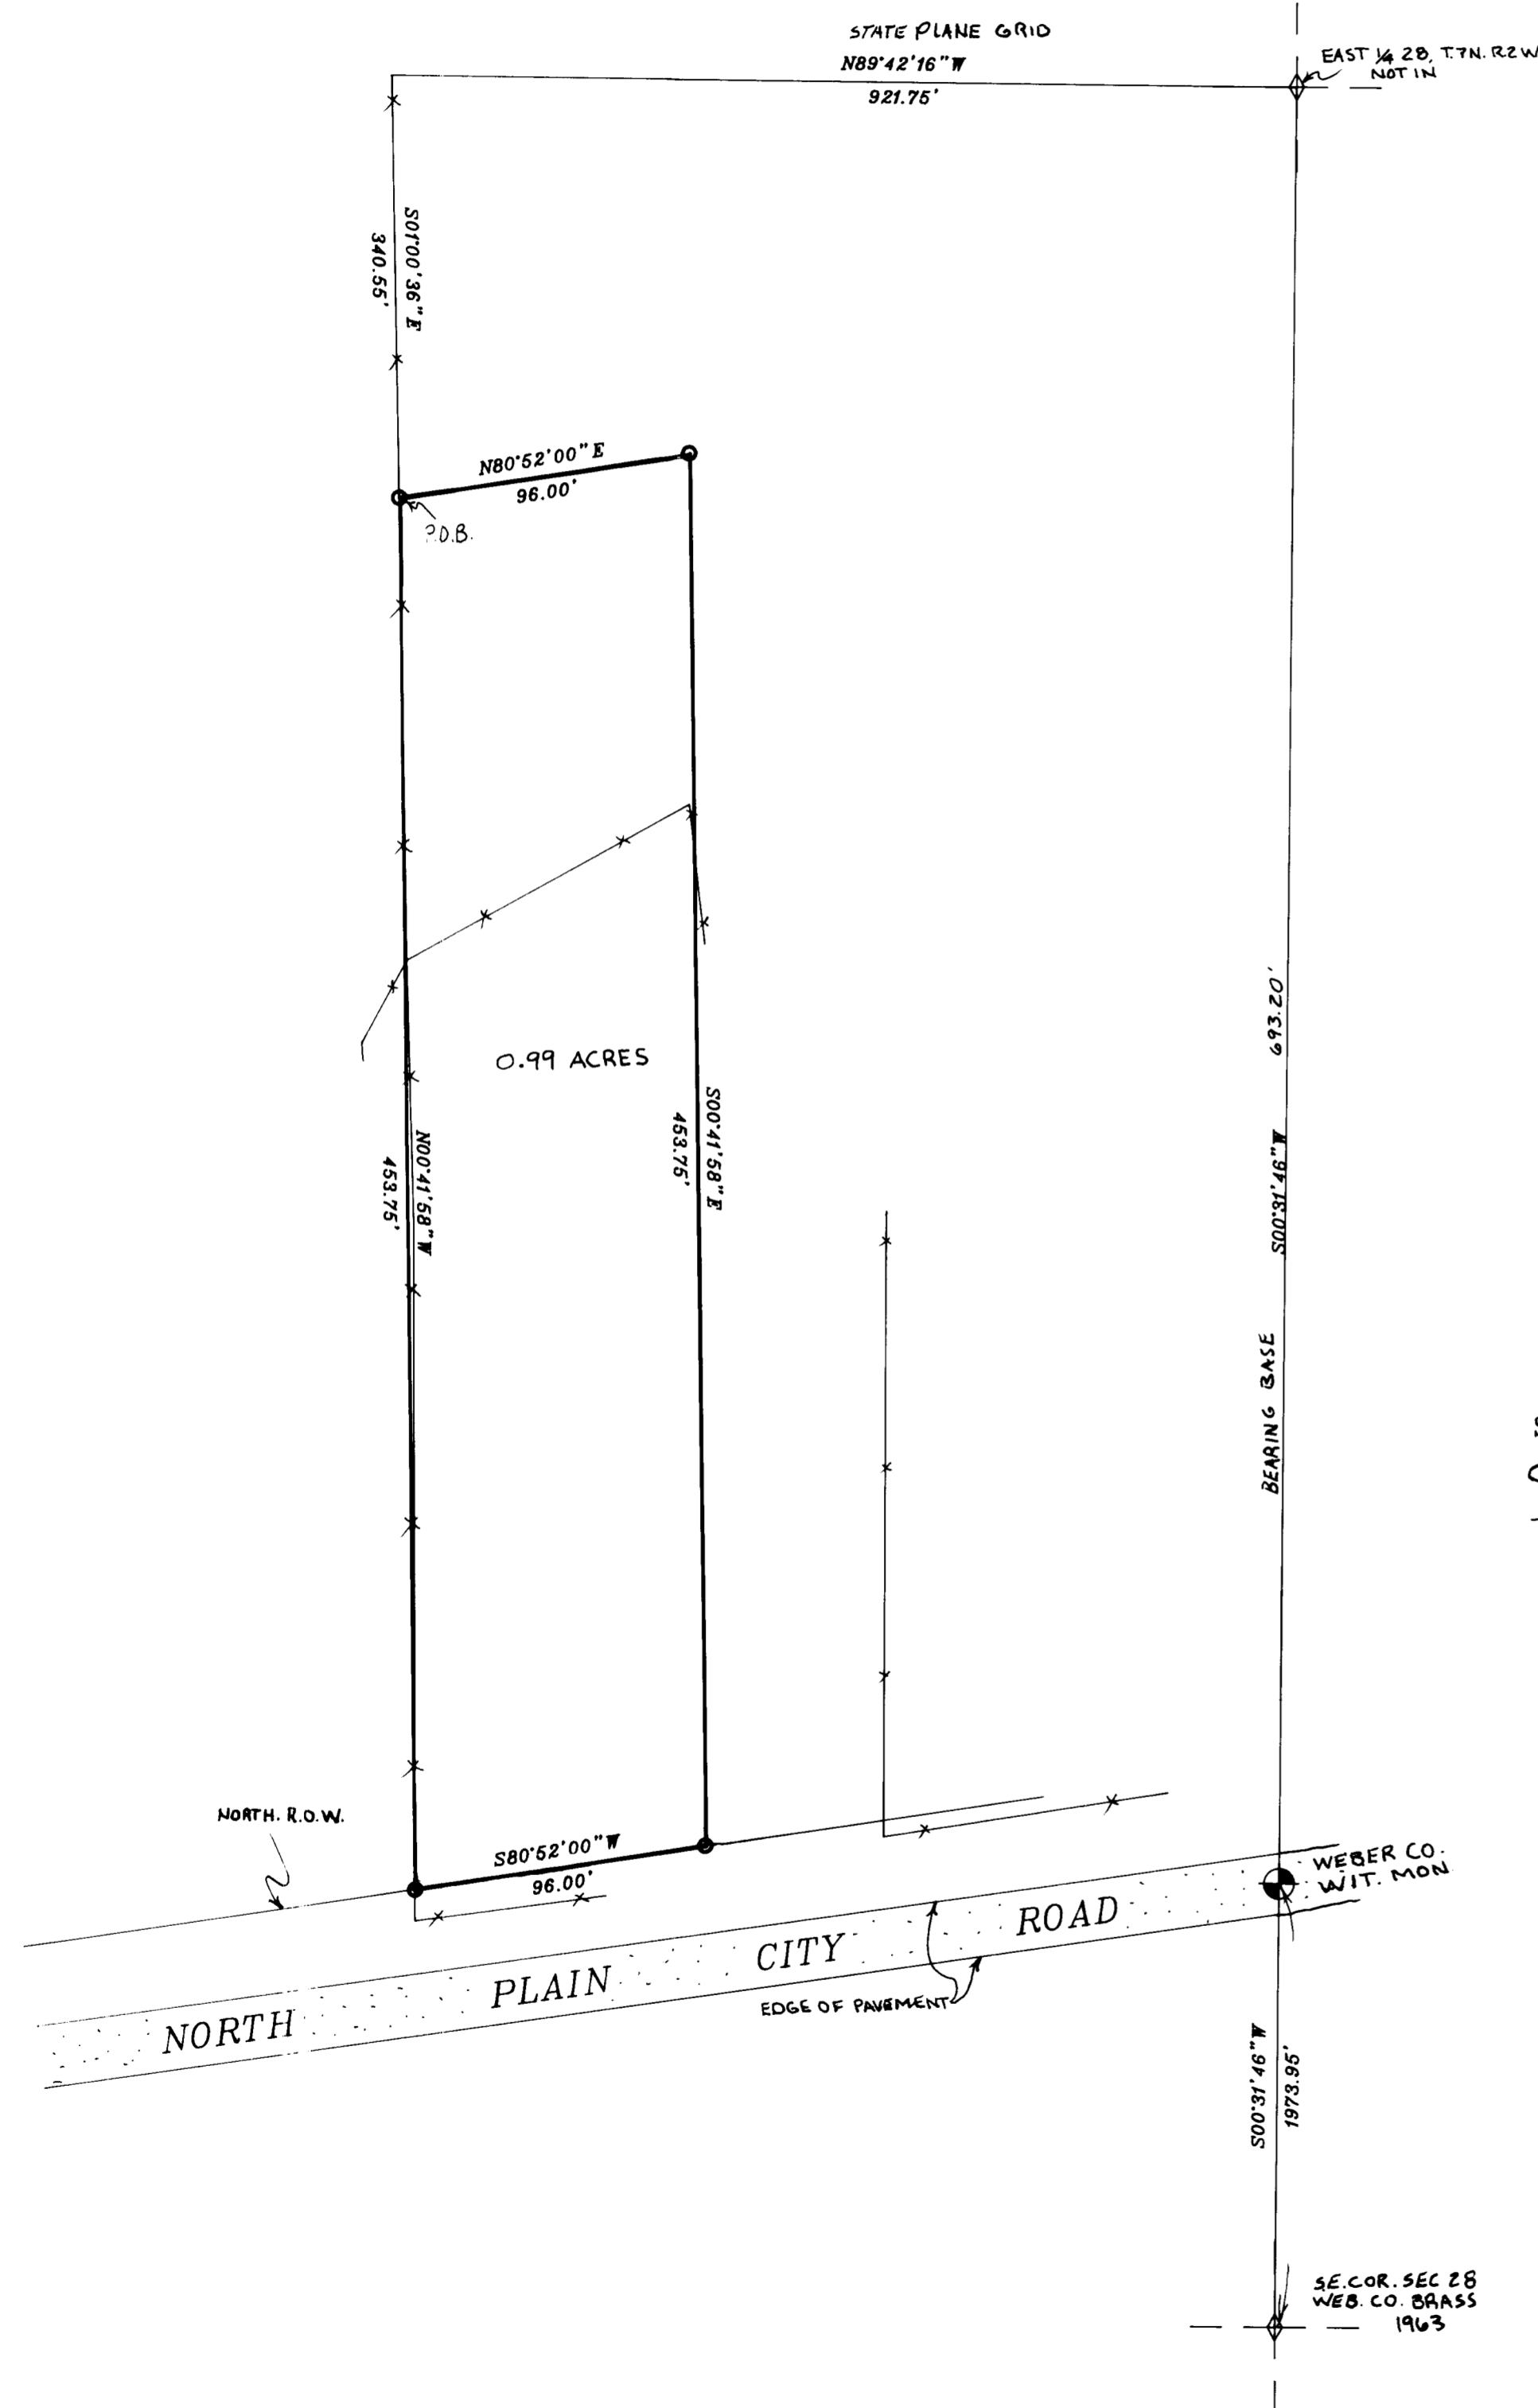 STATE PLANE GRID
N89°42'16"W
921.75'
EAST 1/4 28, T.7N. R.2W
NOT IN
S01°00'36"E
340.55'
N80°52'00"E
96.00'
P.O.B.
693.20'
0.99 ACRES
S00°41'58"E
453.75'
N00°41'58"W
453.75'
S00°31'46"W
BEARING BASE
NORTH. R.O.W.
S80°52'00"W
96.00'
WEBER CO.
WIT. MON
NORTH PLAIN CITY ROAD
EDGE OF PAVEMENT
S00°31'46"W
1973.95'
S.E. COR. SEC 28
WEB. CO. BRASS
1963